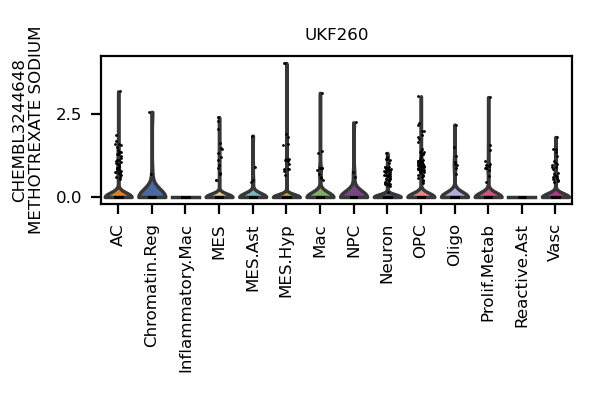 UKF260
CHEMBL3244648
METHOTREXATE SODIUM
2.5
0.0
AC
Chromatin.Reg
Inflammatory.Mac
MES
MES.Ast
MES.Hyp
Mac
NPC
Neuron
OPC
Oligo
Prolif.Metab
Reactive.Ast
Vasc